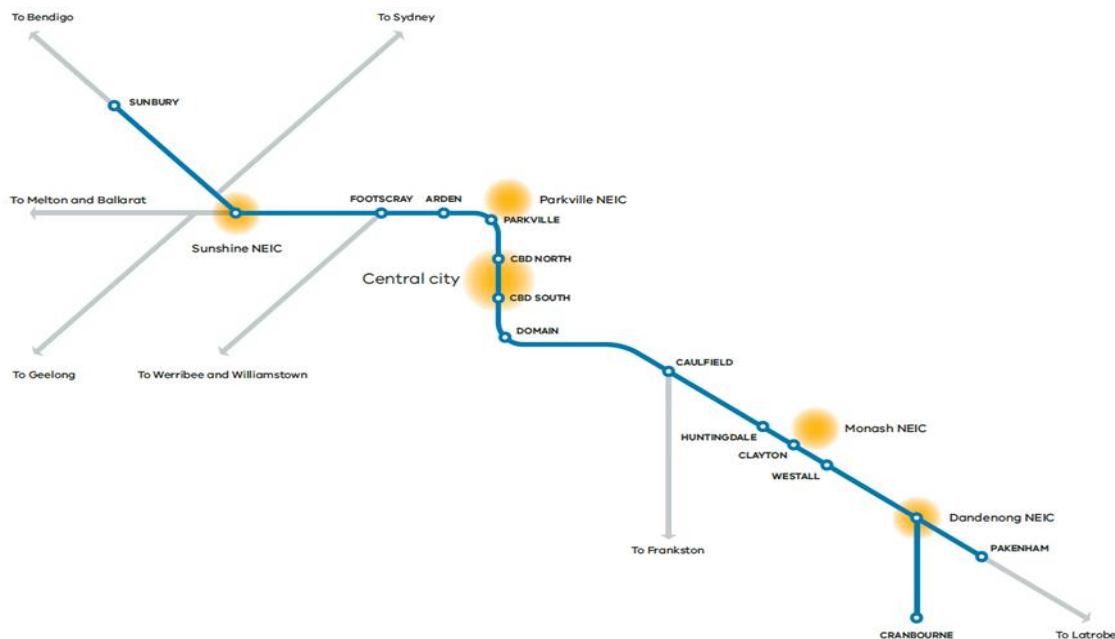 To Bendigo
To Sydney
SUNBURY
To Melton and Ballarat
FOOTSCRAY
ARDEN
Parkville NEIC
PARKVILLE
Sunshine NEIC
CBD NORTH
Central city
CBD SOUTH
DOMAIN
To Geelong
To Werribee and Williamstown
CAULFIELD
HUNTINGDALE
Monash NEIC
CLAYTON
WESTALL
Dandenong NEIC
To Frankston
PAKENHAM
CRANBOURNE
To Latrobe